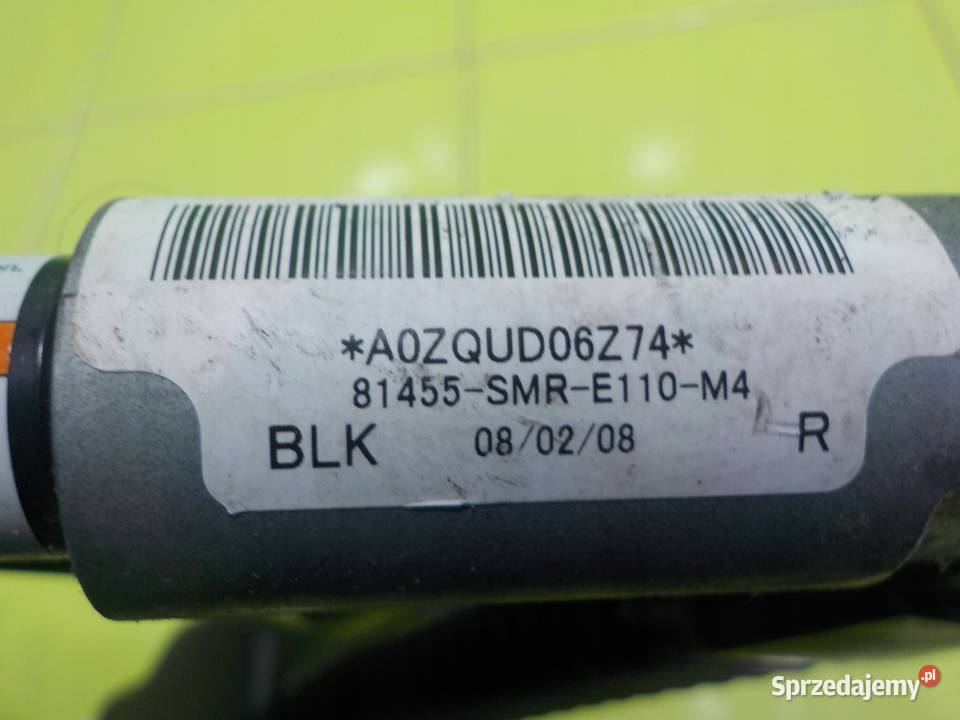 *A0ZQUD06Z74*
81455-SMR-E110-M4
BLK 08/02/08 R
Sprzedajemy.pl